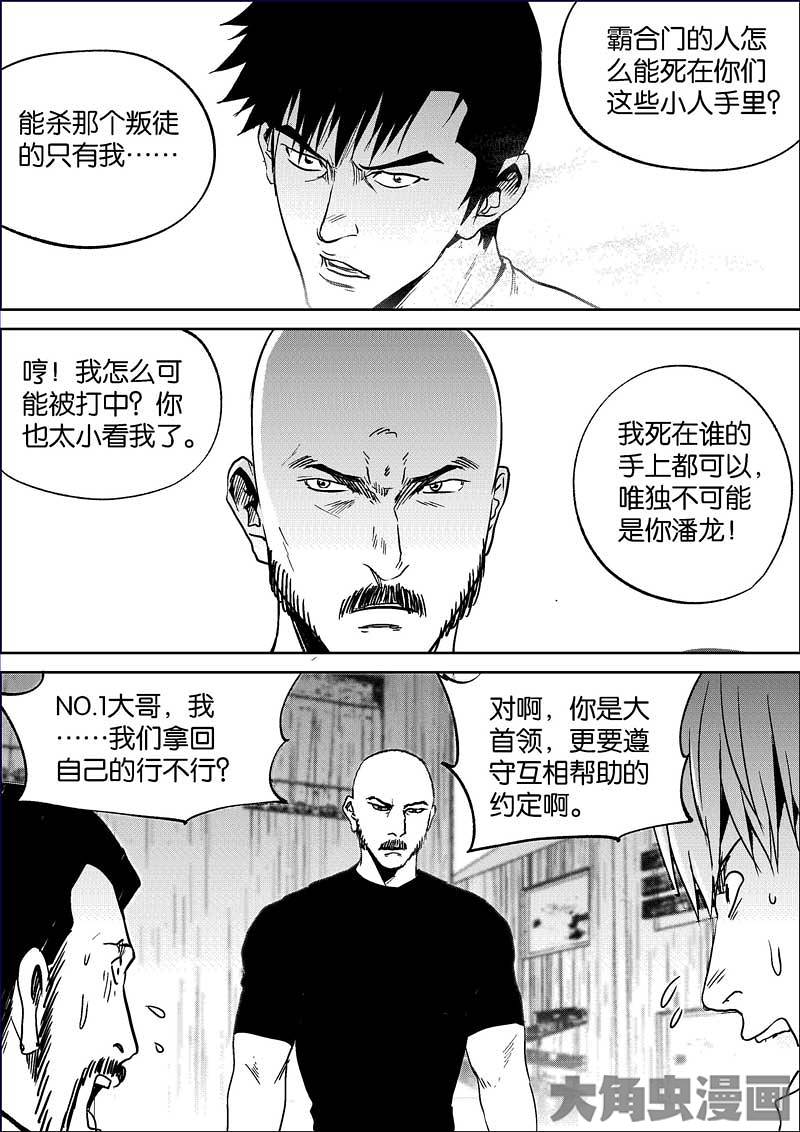 霸合门的人怎
么能死在你们
这些小人手里？
能杀那个叛徒
的只有我……
哼！我怎么可
能被打中？你
也太小看我了。
我死在谁的
手上都可以，
唯独不可能
是你潘龙！
NO.1大哥，我
……我们拿回
自己的行不行？
对啊，你是大
首领，更要遵
守互相帮助的
约定啊。
大角虫漫画